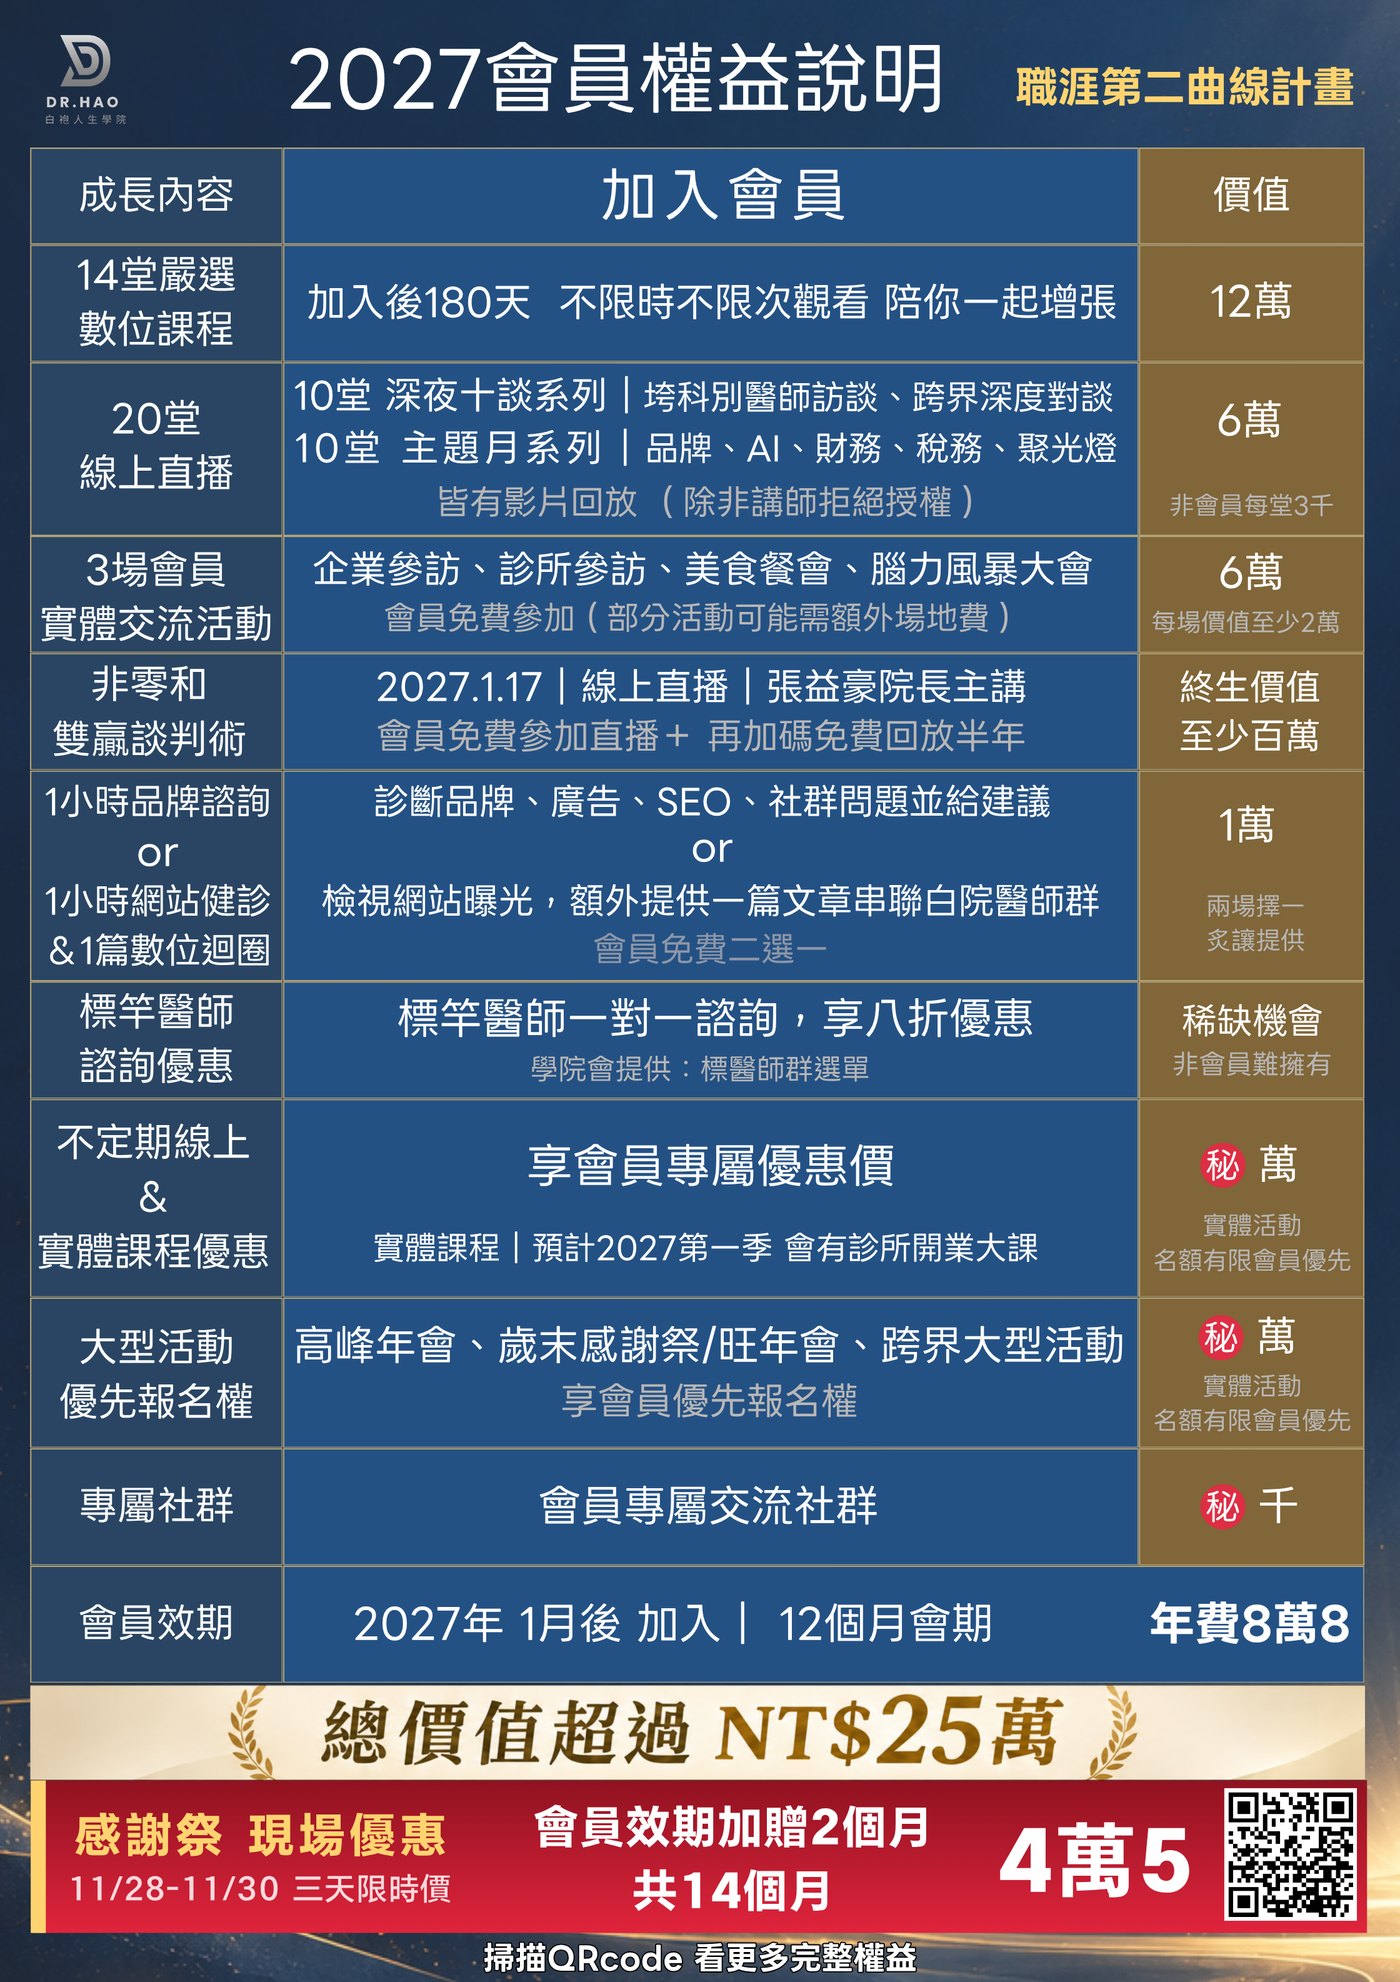 DR.HAO
白袍人生學院
2027會員權益說明
職涯第二曲線計畫
成長內容
加入會員
價值
14堂嚴選
數位課程
加入後180天 不限時不限次觀看 陪你一起增張
12萬
20堂
線上直播
10堂 深夜十談系列｜垮科別醫師訪談、跨界深度對談
10堂 主題月系列｜品牌、AI、財務、稅務、聚光燈
皆有影片回放（除非講師拒絕授權）
6萬
非會員每堂3千
3場會員
實體交流活動
企業參訪、診所參訪、美食餐會、腦力風暴大會
會員免費參加（部分活動可能需額外場地費）
6萬
每場價值至少2萬
非零和
雙贏談判術
2027.1.17｜線上直播｜張益豪院長主講
會員免費參加直播＋ 再加碼免費回放半年
終生價值
至少百萬
1小時品牌諮詢
or
1小時網站健診
&1篇數位迴圈
診斷品牌、廣告、SEO、社群問題並給建議
or
檢視網站曝光，額外提供一篇文章串聯白院醫師群
會員免費二選一
1萬
兩場擇一
炙讓提供
標竿醫師
諮詢優惠
標竿醫師一對一諮詢，享八折優惠
學院會提供：標醫師群選單
稀缺機會
非會員難擁有
不定期線上
&
實體課程優惠
享會員專屬優惠價
實體課程｜預計2027第一季 會有診所開業大課
秘 萬
實體活動
名額有限會員優先
大型活動
優先報名權
高峰年會、歲末感謝祭/旺年會、跨界大型活動
享會員優先報名權
秘 萬
實體活動
名額有限會員優先
專屬社群
會員專屬交流社群
秘 千
會員效期
2027年 1月後 加入｜ 12個月會期
年費8萬8
總價值超過 NT$25萬
感謝祭 現場優惠
11/28-11/30 三天限時價
會員效期加贈2個月
共14個月
4萬5
掃描QRcode 看更多完整權益